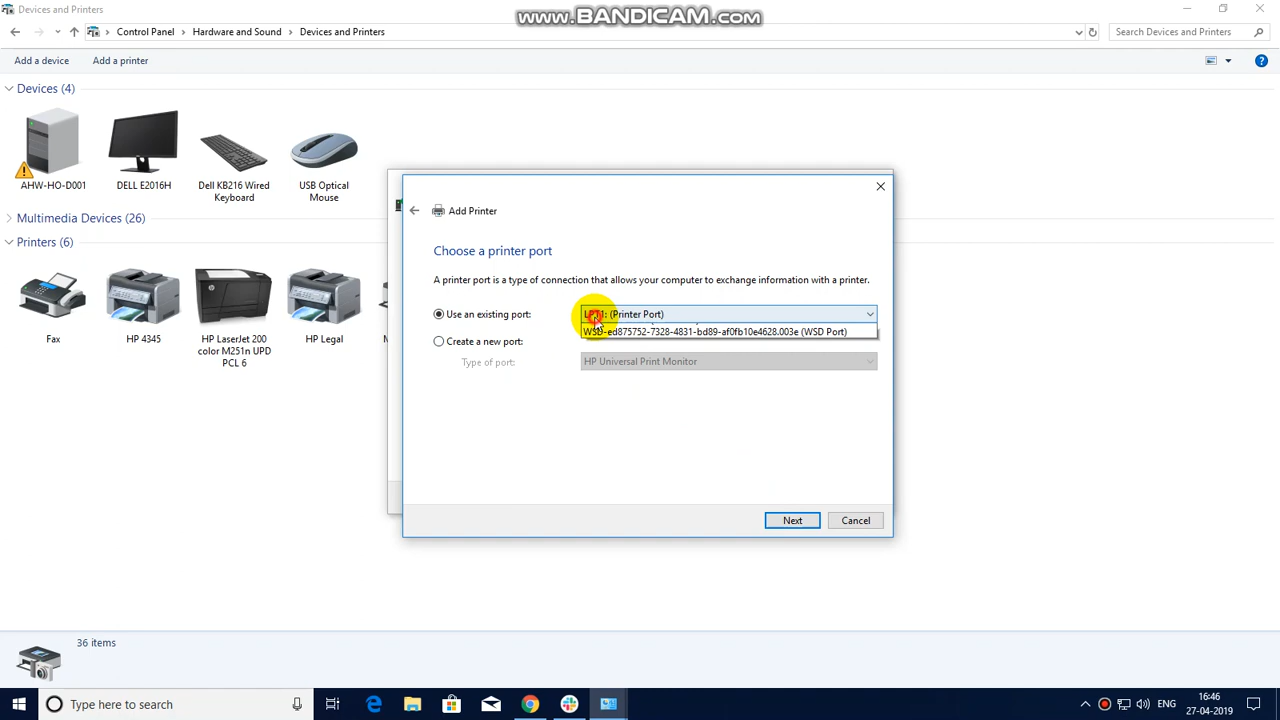 Devices and Printers
www.BANDICAM.com
Control Panel > Hardware and Sound > Devices and Printers
Search Devices and Printers
Add a device
Add a printer
Devices (4)
AHW-HO-D001
DELL E2016H
Dell KB216 Wired
Keyboard
USB Optical
Mouse
Multimedia Devices (26)
Printers (6)
Fax
HP 4345
HP LaserJet 200
color M251n UPD
PCL 6
HP Legal
Add Printer
Choose a printer port
A printer port is a type of connection that allows your computer to exchange information with a printer.
Use an existing port:
LPT1: (Printer Port)
WSD-ed875752-7328-4831-bd89-af0fb10e4628.003e (WSD Port)
Create a new port:
Type of port:
HP Universal Print Monitor
Next
Cancel
36 items
Type here to search
ENG
16:46
27-04-2019